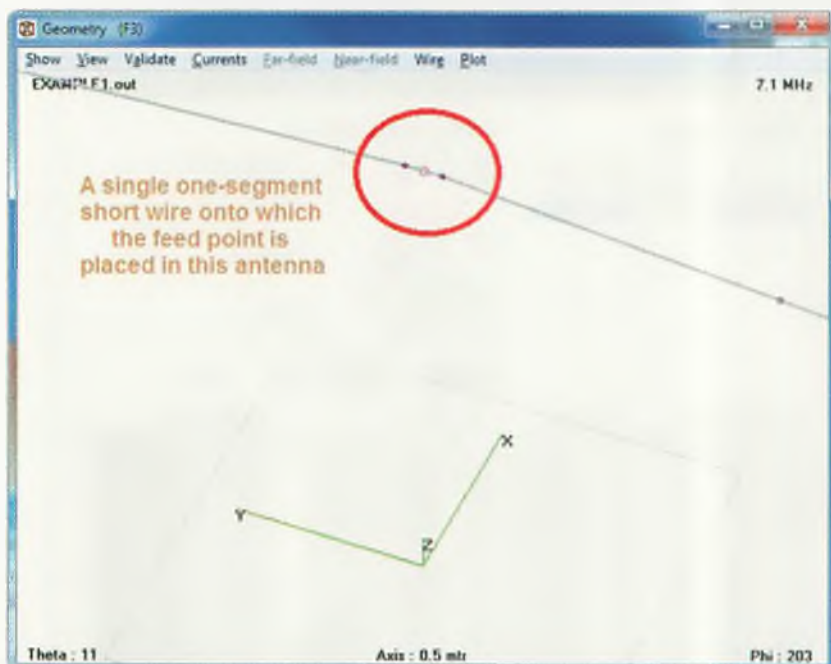 Geometry (F3)
Show View Validate Currents Far-field Near-field Wire Plot
EXAMPLE1.out 7.1 MHz
A single one-segment
short wire onto which
the feed point is
placed in this antenna
X
Y
Z
Theta : 11 Axis : 0.5 mtr Phi : 203